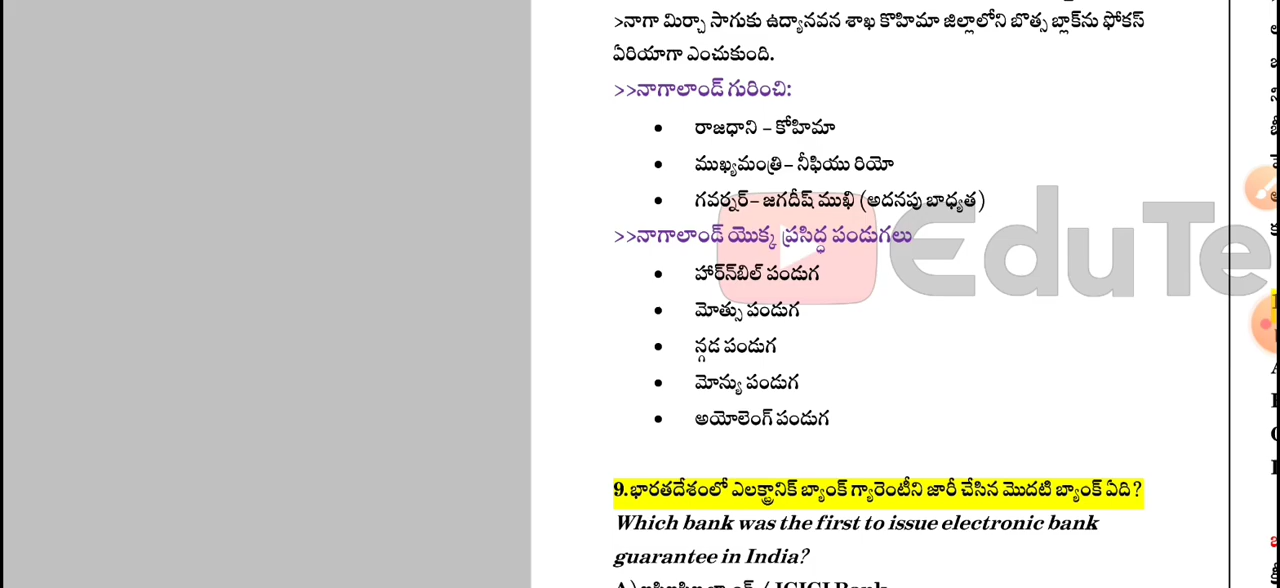 >నాగా మిర్చా సాగుకు ఉద్యానవన శాఖ కొహిమా జిల్లాలోని బొత్స బ్లాక్‌ను ఫోకస్
ఏరియాగా ఎంచుకుంది.
>>నాగాలాండ్ గురించి:
• రాజధాని – కోహిమా
• ముఖ్యమంత్రి– నీఫియు రియో
• గవర్నర్– జగదీష్ ముఖి (అదనపు బాధ్యత)
>>నాగాలాండ్ యొక్క ప్రసిద్ధ పండుగలు
• హార్న్‌బిల్ పండుగ
• మోత్సు పండుగ
• న్గడ పండుగ
• మోన్యు పండుగ
• అయోలెంగ్ పండుగ
EduTe
9.భారతదేశంలో ఎలక్ట్రానిక్ బ్యాంక్ గ్యారెంటీని జారీ చేసిన మొదటి బ్యాంక్ ఏది?
Which bank was the first to issue electronic bank
guarantee in India?